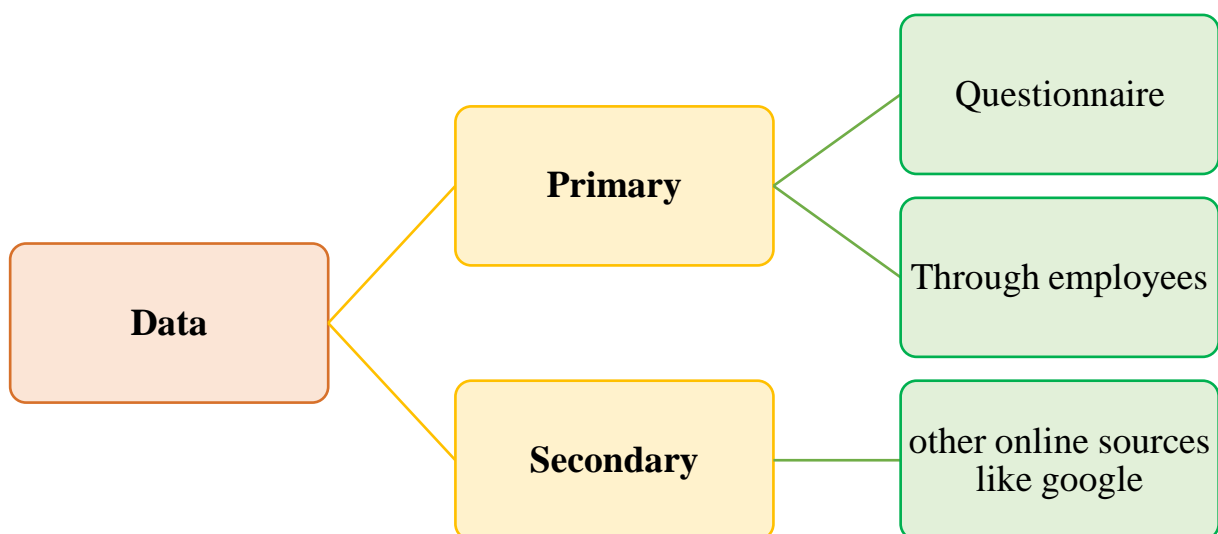 Data
Primary
Secondary
Questionnaire
Through employees
other online sources
like google